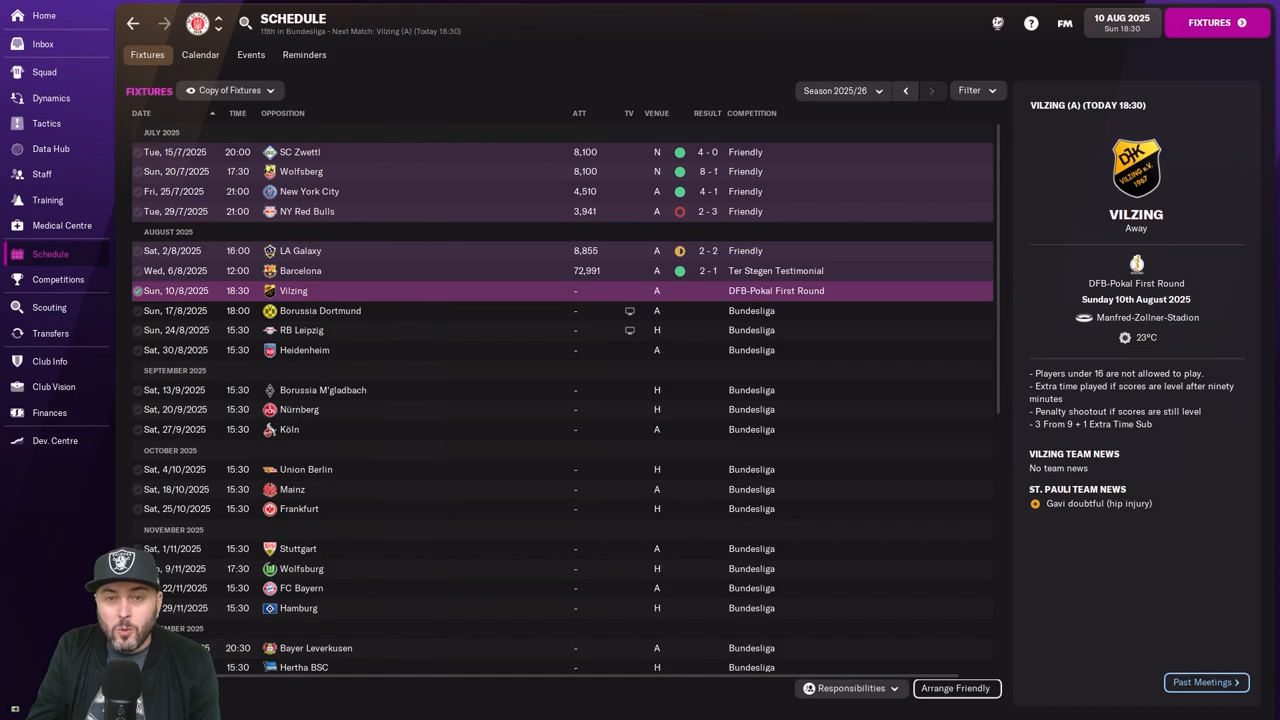 Home
Inbox
Squad
Dynamics
Tactics
Data Hub
Staff
Training
Medical Centre
Schedule
Competitions
Scouting
Transfers
Club Info
Club Vision
Finances
Dev. Centre
SCHEDULE
15th in Bundesliga - Next Match: Vilzing (A) (Today 18:30)
FM
10 AUG 2025
Sun 18:30
FIXTURES
Fixtures Calendar Events Reminders
FIXTURES Copy of Fixtures Season 2025/26 Filter
DATE TIME OPPOSITION ATT TV VENUE RESULT COMPETITION
JULY 2025
Tue, 15/7/2025 20:00 SC Zwettl 8,100 N 4 - 0 Friendly
Sun, 20/7/2025 17:30 Wolfsberg 8,100 N 8 - 1 Friendly
Fri, 25/7/2025 21:00 New York City 4,510 A 4 - 1 Friendly
Tue, 29/7/2025 21:00 NY Red Bulls 3,941 A 2 - 3 Friendly
AUGUST 2025
Sat, 2/8/2025 16:00 LA Galaxy 8,855 A 2 - 2 Friendly
Wed, 6/8/2025 12:00 Barcelona 72,991 A 2 - 1 Ter Stegen Testimonial
Sun, 10/8/2025 18:30 Vilzing - A DFB-Pokal First Round
Sun, 17/8/2025 18:00 Borussia Dortmund - A Bundesliga
Sun, 24/8/2025 15:30 RB Leipzig - H Bundesliga
Sat, 30/8/2025 15:30 Heidenheim - A Bundesliga
SEPTEMBER 2025
Sat, 13/9/2025 15:30 Borussia M'gladbach - H Bundesliga
Sat, 20/9/2025 15:30 Nürnberg - H Bundesliga
Sat, 27/9/2025 15:30 Köln - A Bundesliga
OCTOBER 2025
Sat, 4/10/2025 15:30 Union Berlin - H Bundesliga
Sat, 18/10/2025 15:30 Mainz - A Bundesliga
Sat, 25/10/2025 15:30 Frankfurt - H Bundesliga
NOVEMBER 2025
Sat, 1/11/2025 15:30 Stuttgart - A Bundesliga
9/11/2025 17:30 Wolfsburg - H Bundesliga
22/11/2025 15:30 FC Bayern - A Bundesliga
29/11/2025 15:30 Hamburg - H Bundesliga
2025
20:30 Bayer Leverkusen - A Bundesliga
15:30 Hertha BSC - H Bundesliga
Responsibilities Arrange Friendly
VILZING (A) (TODAY 18:30)
DJK
VILZING e.V.
1967
VILZING
Away
DFB-Pokal First Round
Sunday 10th August 2025
Manfred-Zollner-Stadion
23°C
- Players under 16 are not allowed to play.
- Extra time played if scores are level after ninety
minutes
- Penalty shootout if scores are still level
- 3 From 9 + 1 Extra Time Sub
VILZING TEAM NEWS
No team news
ST. PAULI TEAM NEWS
Gavi doubtful (hip injury)
Past Meetings